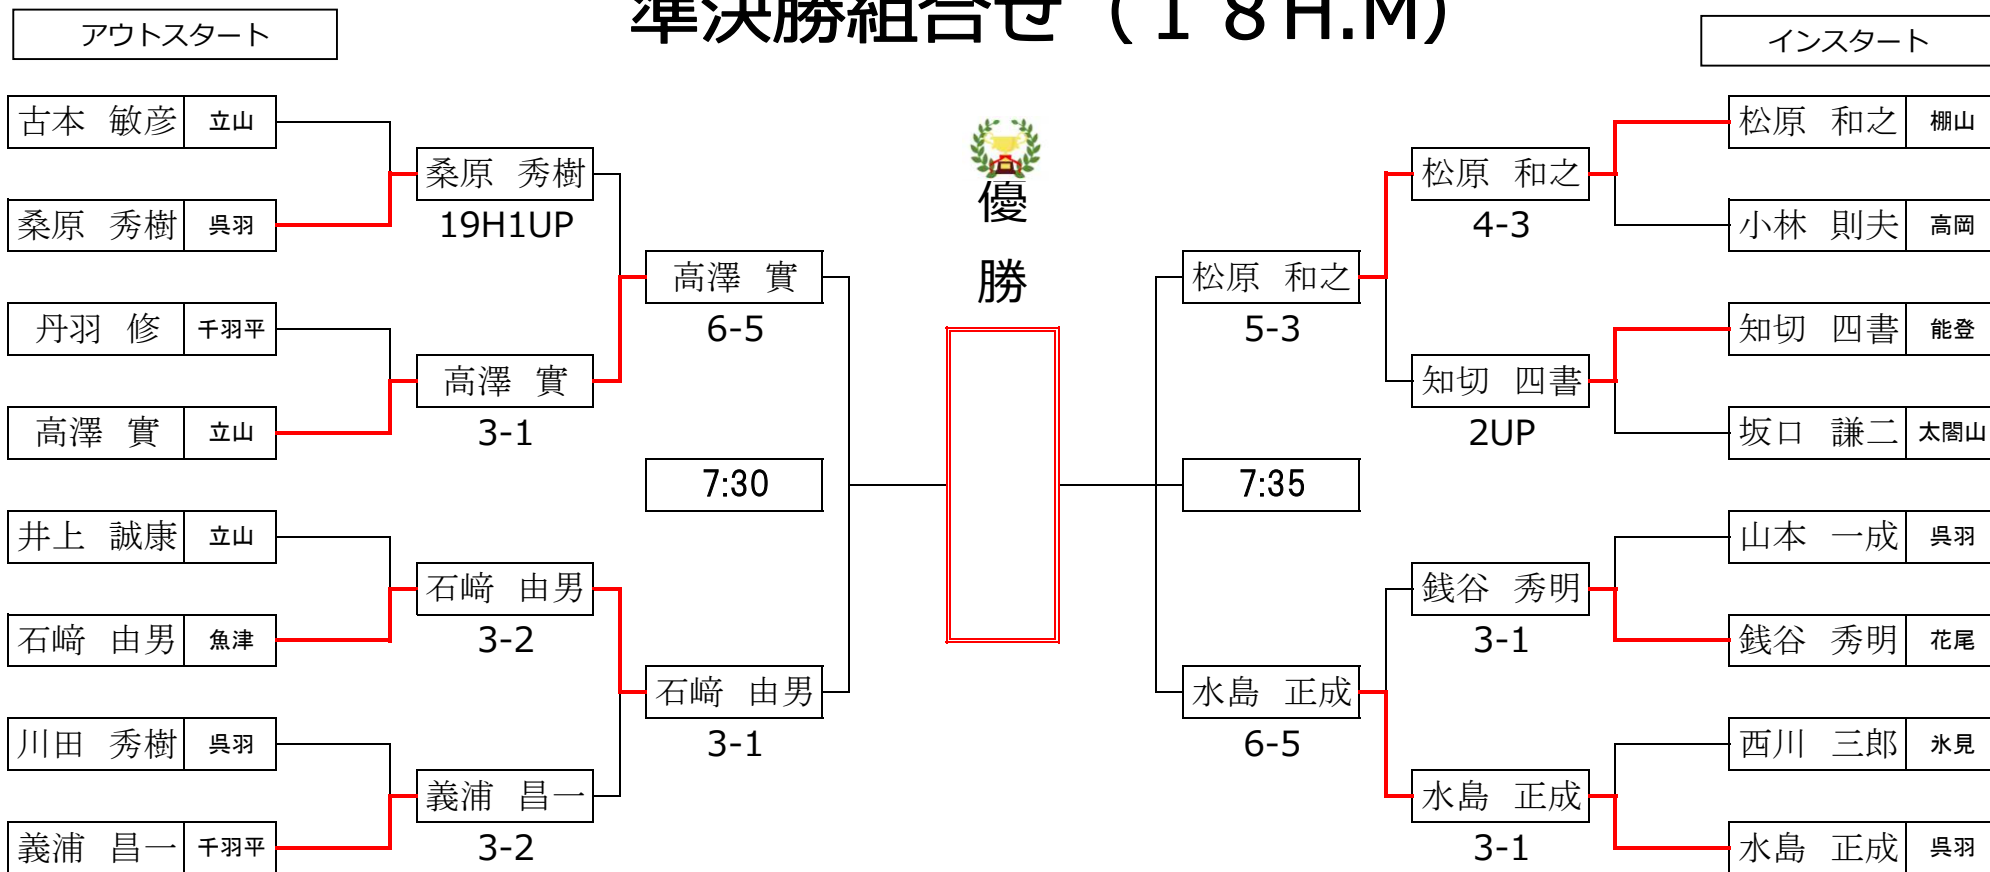 準決勝組合せ（１８H.M）
アウトスタート
インスタート
古本 敏彦 立山
桑原 秀樹 呉羽
丹羽 修 千羽平
高澤 實 立山
井上 誠康 立山
石﨑 由男 魚津
川田 秀樹 呉羽
義浦 昌一 千羽平
桑原 秀樹
19H1UP
高澤 實
3-1
石﨑 由男
3-2
義浦 昌一
3-2
高澤 實
6-5
7:30
石﨑 由男
3-1
優
勝
松原 和之
5-3
7:35
水島 正成
6-5
松原 和之
4-3
知切 四書
2UP
銭谷 秀明
3-1
水島 正成
3-1
松原 和之 棚山
小林 則夫 高岡
知切 四書 能登
坂口 謙二 太閤山
山本 一成 呉羽
銭谷 秀明 花尾
西川 三郎 氷見
水島 正成 呉羽